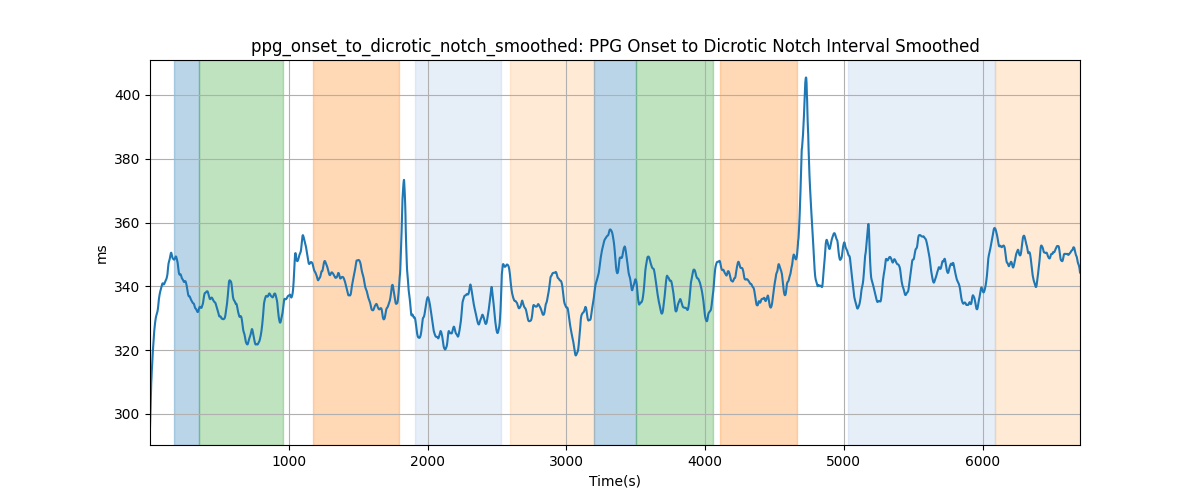 ppg_onset_to_dicrotic_notch_smoothed: PPG Onset to Dicrotic Notch Interval Smoothed
400
380
360
340
320
300
ms
1000 2000 3000 4000 5000 6000
Time(s)